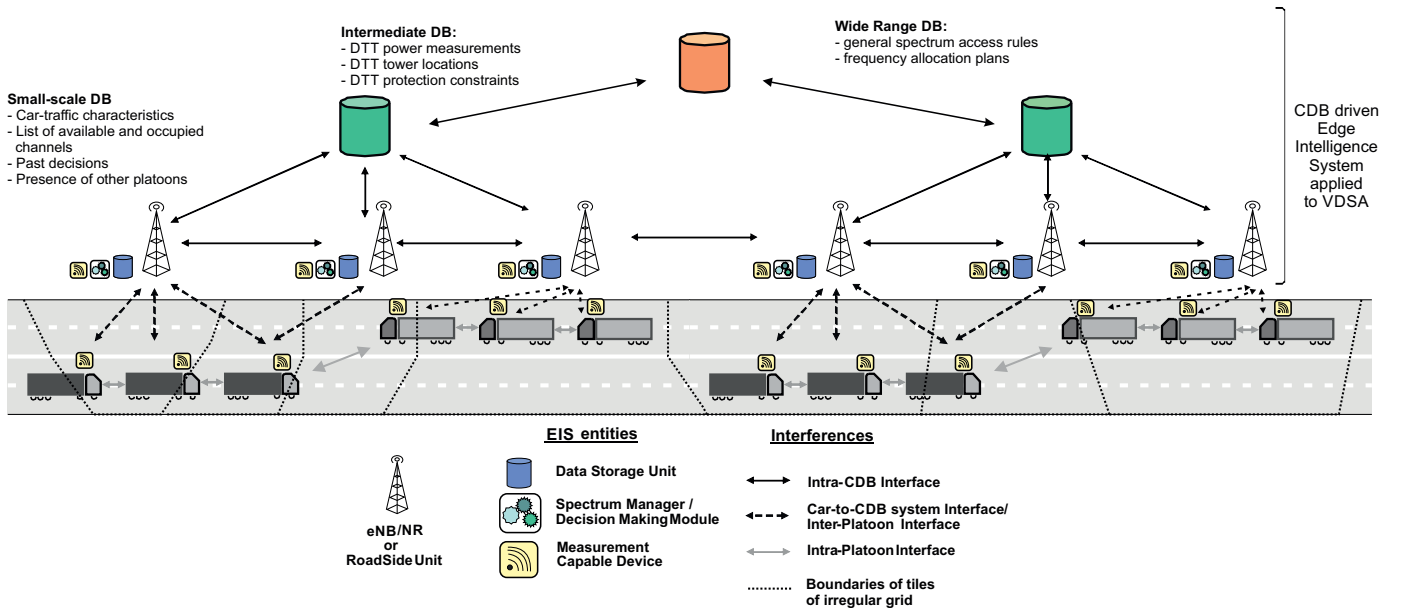 Intermediate DB:
- DTT power measurements
- DTT tower locations
- DTT protection constraints
Wide Range DB:
- general spectrum access rules
- frequency allocation plans
Small-scale DB
- Car-traffic characteristics
- List of available and occupied
channels
- Past decisions
- Presence of other platoons
CDB driven
Edge
Intelligence
System
applied
to VDSA
EIS entities
Data Storage Unit
Spectrum Manager /
Decision Making Module
Measurement
Capable Device
eNB/NR
or
RoadSide Unit
Interferences
Intra-CDB Interface
Car-to-CDB system Interface/
Inter-Platoon Interface
Intra-Platoon Interface
Boundaries of tiles
of irregular grid